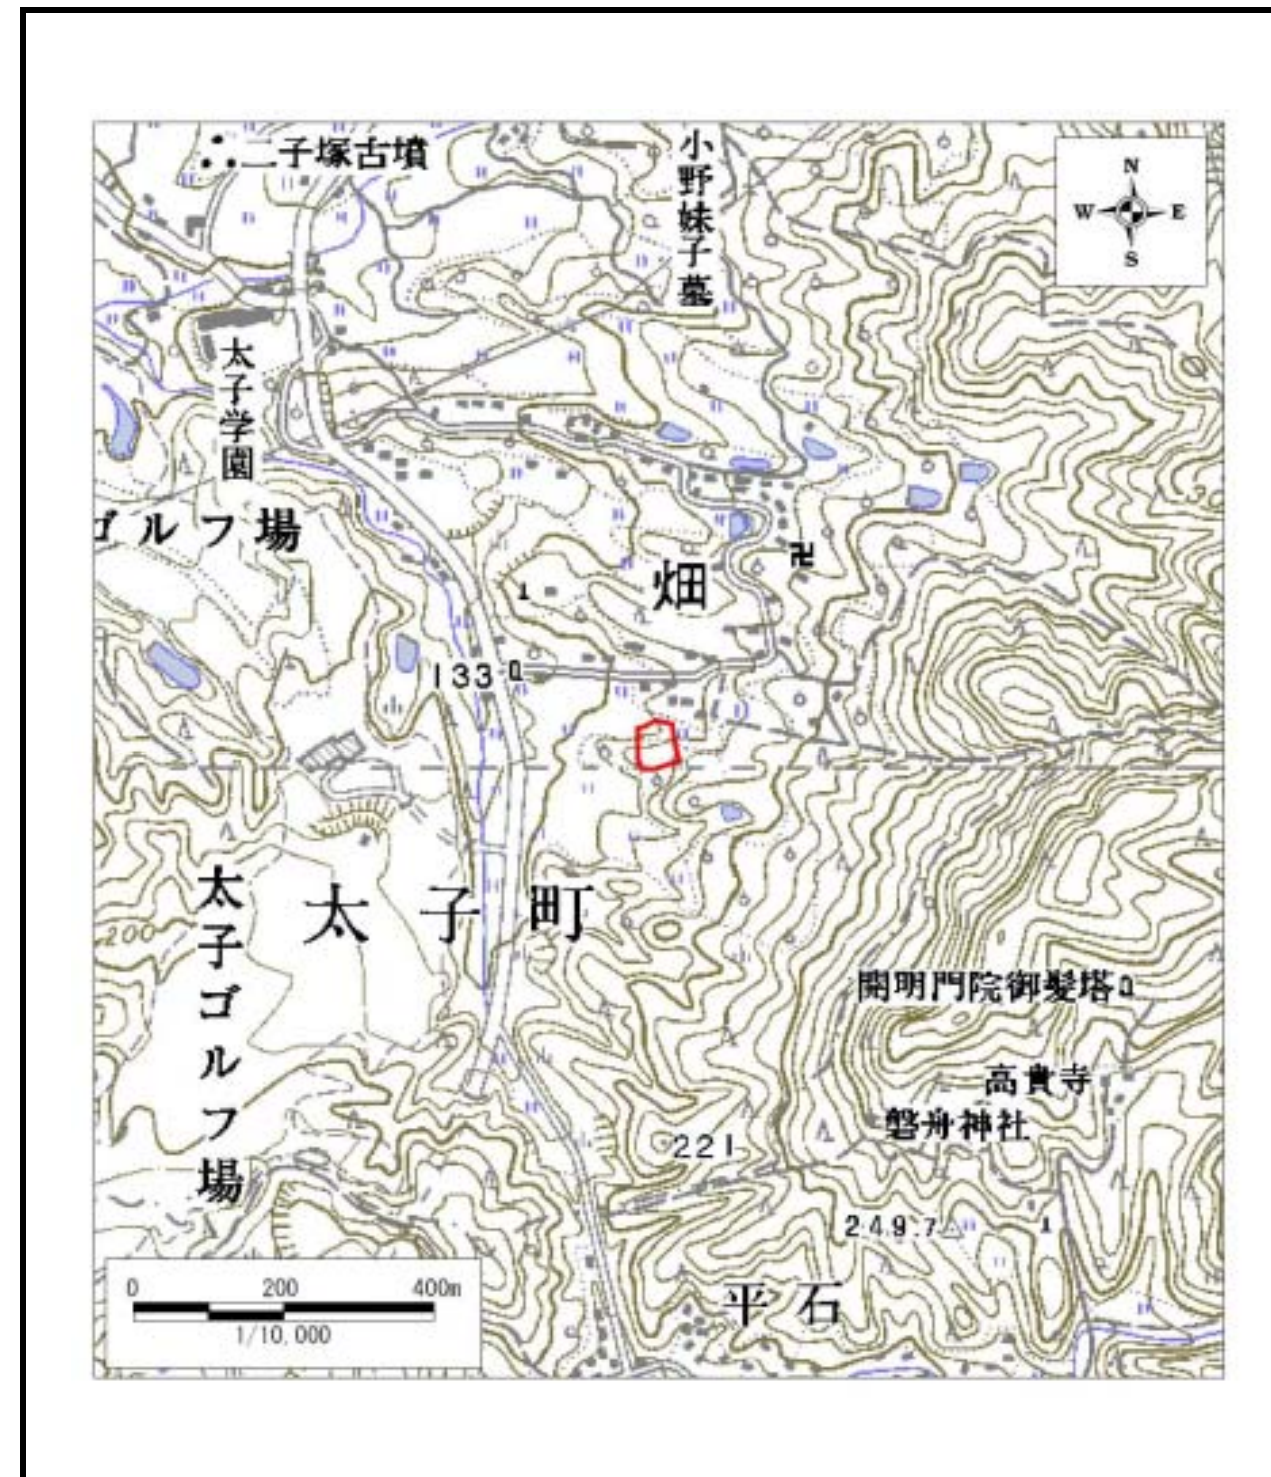 二子塚古墳
小野妹子墓
N
W
E
S
太子学園
ゴルフ場
畑
133
太子町
太子ゴルフ場
200
開明門院御髪塔
高貴寺
磐舟神社
221
249.7
平石
0 200 400m
1/10,000